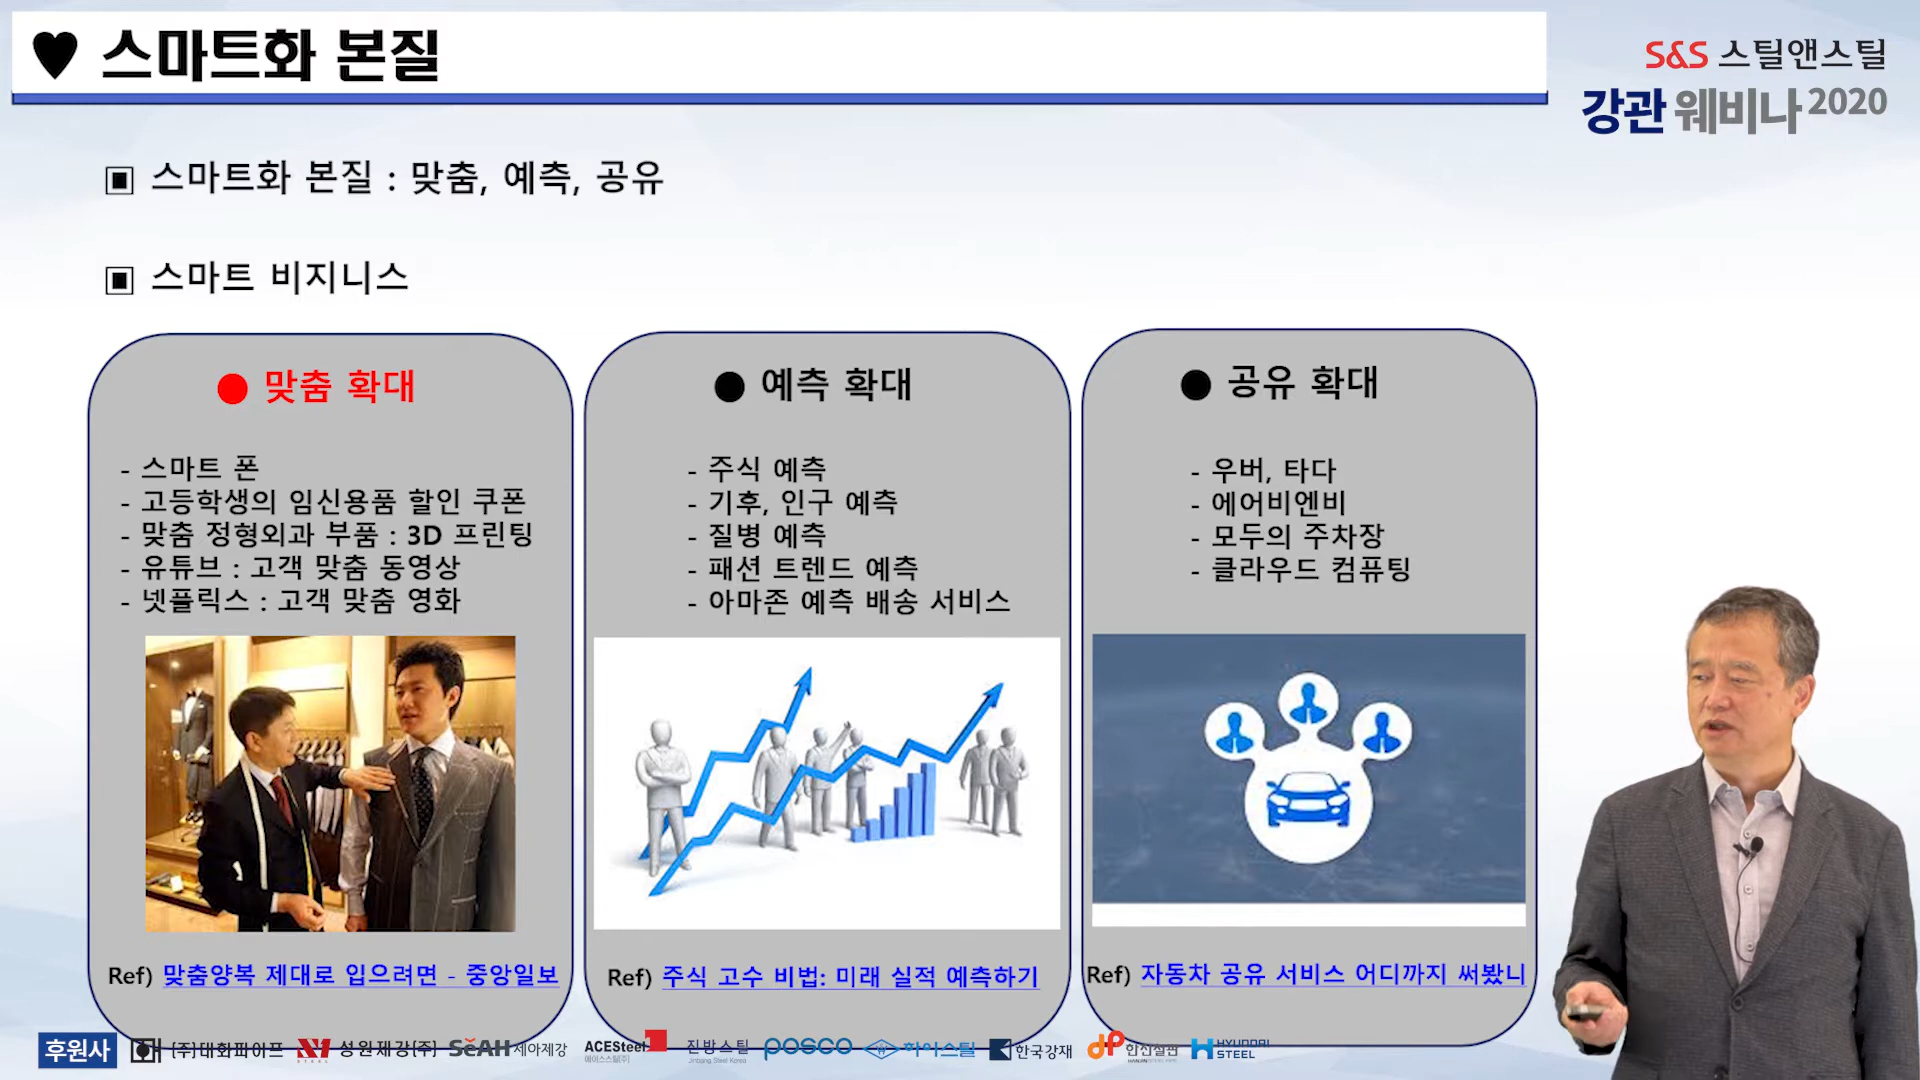 ♥ 스마트화 본질
S&S 스틸앤스틸
강관 웨비나 2020
▣ 스마트화 본질 : 맞춤, 예측, 공유
▣ 스마트 비지니스
● 맞춤 확대
- 스마트 폰
- 고등학생의 임신용품 할인 쿠폰
- 맞춤 정형외과 부품 : 3D 프린팅
- 유튜브 : 고객 맞춤 동영상
- 넷플릭스 : 고객 맞춤 영화
Ref) 맞춤양복 제대로 입으려면 - 중앙일보
● 예측 확대
- 주식 예측
- 기후, 인구 예측
- 질병 예측
- 패션 트렌드 예측
- 아마존 예측 배송 서비스
Ref) 주식 고수 비법: 미래 실적 예측하기
● 공유 확대
- 우버, 타다
- 에어비엔비
- 모두의 주차장
- 클라우드 컴퓨팅
Ref) 자동차 공유 서비스 어디까지 써봤니
후원사
(주)대화파이프
성원제강(주)
SeAH 세아제강
ACESteel
에이스스틸(주)
진방스틸
Jinbang Steel Korea
posco
하이스틸
한국강재
한진철관
HYUNDAI
STEEL